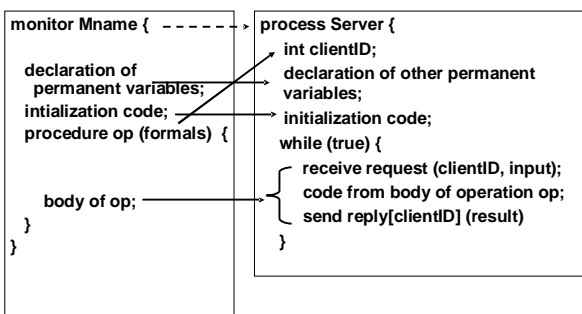 monitor Mname {
declaration of
permanent variables;
intialization code;
procedure op (formals) {
body of op;
}
}
process Server {
int clientID;
declaration of other permanent
variables;
initialization code;
while (true) {
receive request (clientID, input);
code from body of operation op;
send reply[clientID] (result)
}